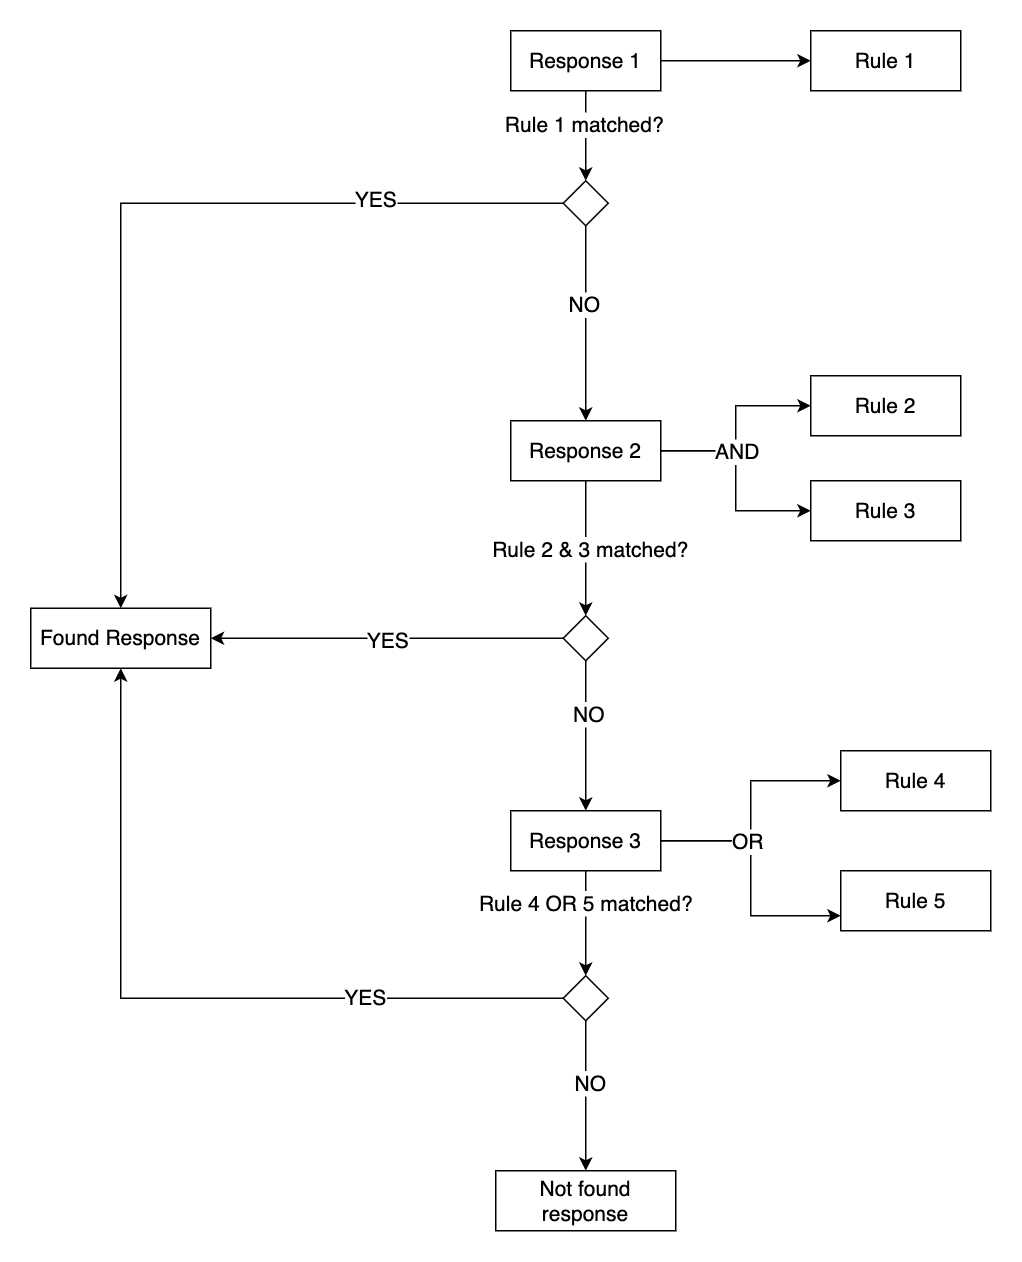 Response 1
Rule 1
Rule 1 matched?
YES
NO
Rule 2
Response 2
AND
Rule 3
Rule 2 & 3 matched?
Found Response
YES
NO
Rule 4
Response 3
OR
Rule 5
Rule 4 OR 5 matched?
YES
NO
Not found
response